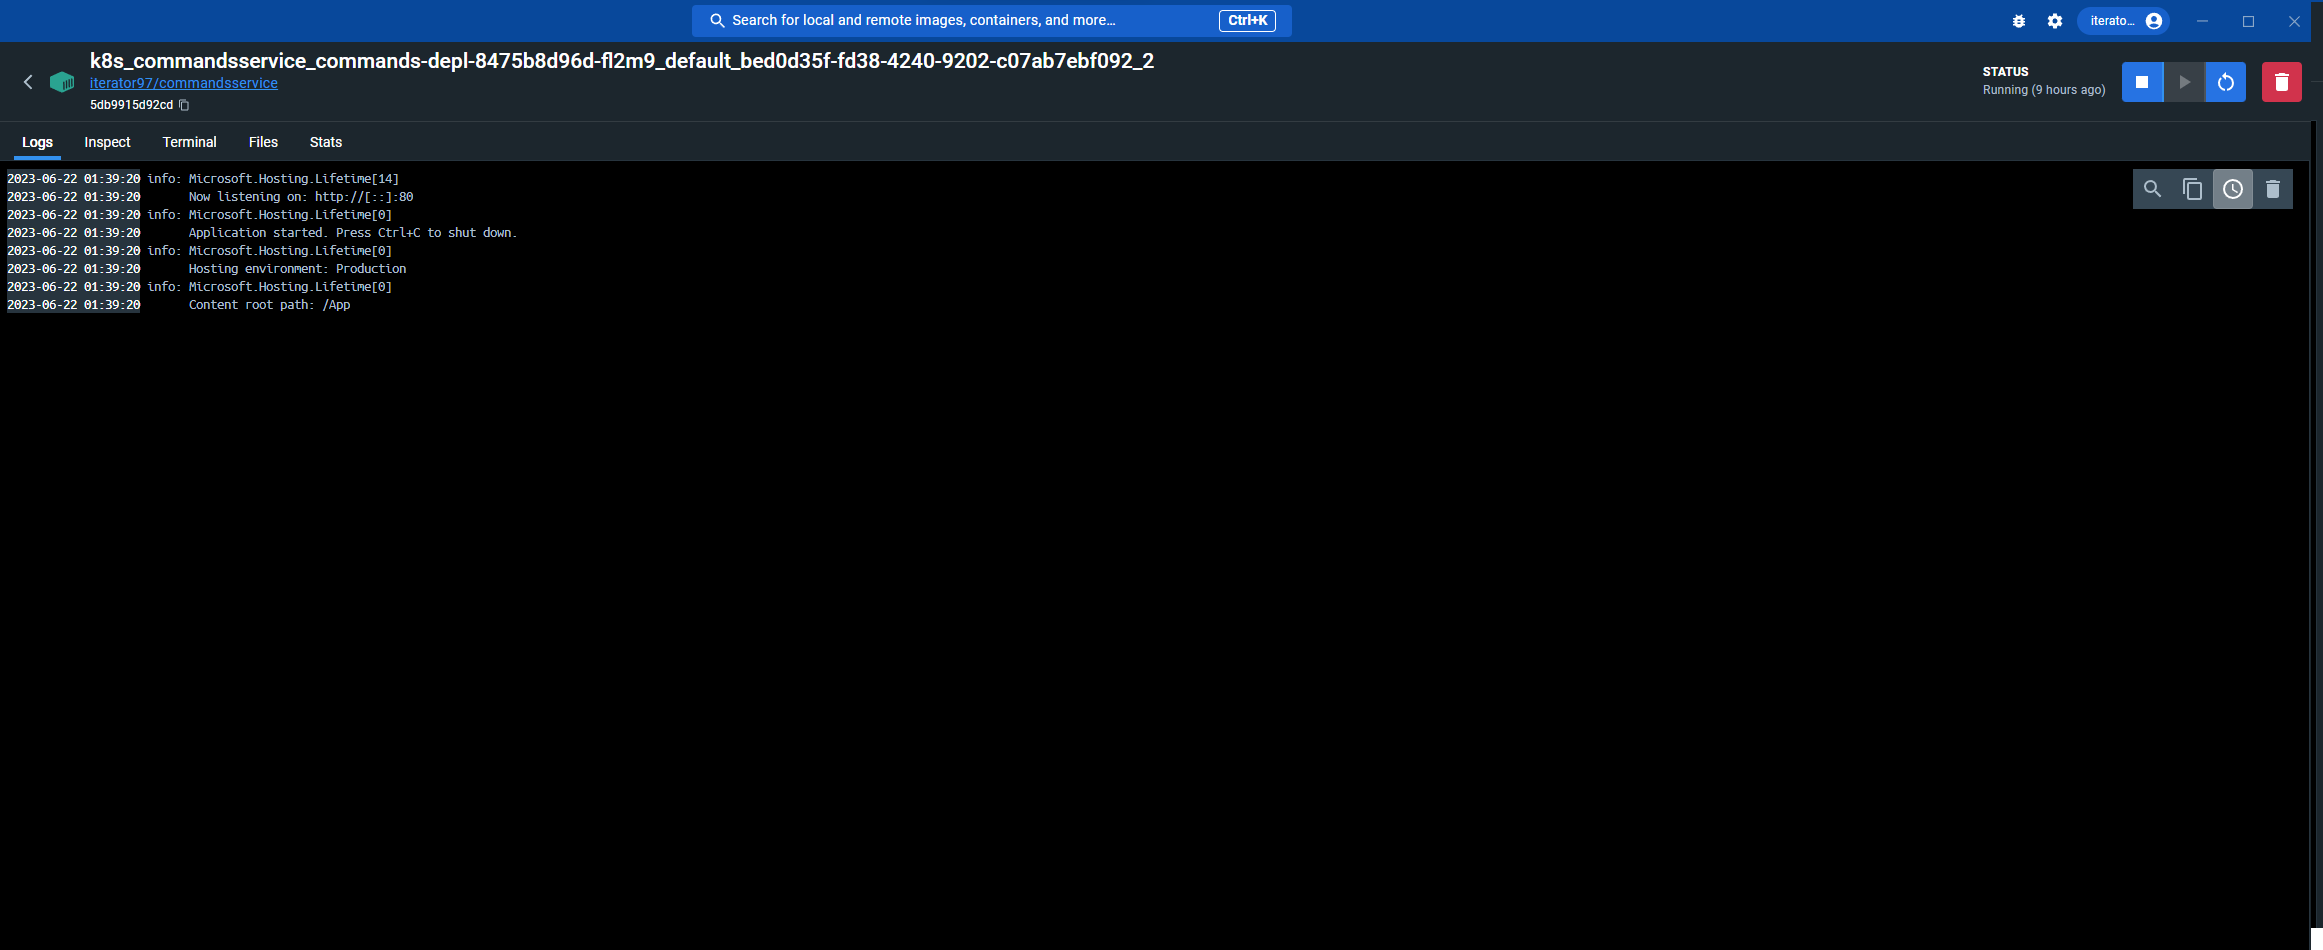 Search for local and remote images, containers, and more... Ctrl+K
iterato...
k8s_commandsservice_commands-depl-8475b8d96d-fl2m9_default_bed0d35f-fd38-4240-9202-c07ab7ebf092_2
iterator97/commandsservice
5db9915d92cd
STATUS
Running (9 hours ago)
Logs Inspect Terminal Files Stats
2023-06-22 01:39:20 info: Microsoft.Hosting.Lifetime[14]
2023-06-22 01:39:20       Now listening on: http://[::]:80
2023-06-22 01:39:20 info: Microsoft.Hosting.Lifetime[0]
2023-06-22 01:39:20       Application started. Press Ctrl+C to shut down.
2023-06-22 01:39:20 info: Microsoft.Hosting.Lifetime[0]
2023-06-22 01:39:20       Hosting environment: Production
2023-06-22 01:39:20 info: Microsoft.Hosting.Lifetime[0]
2023-06-22 01:39:20       Content root path: /App